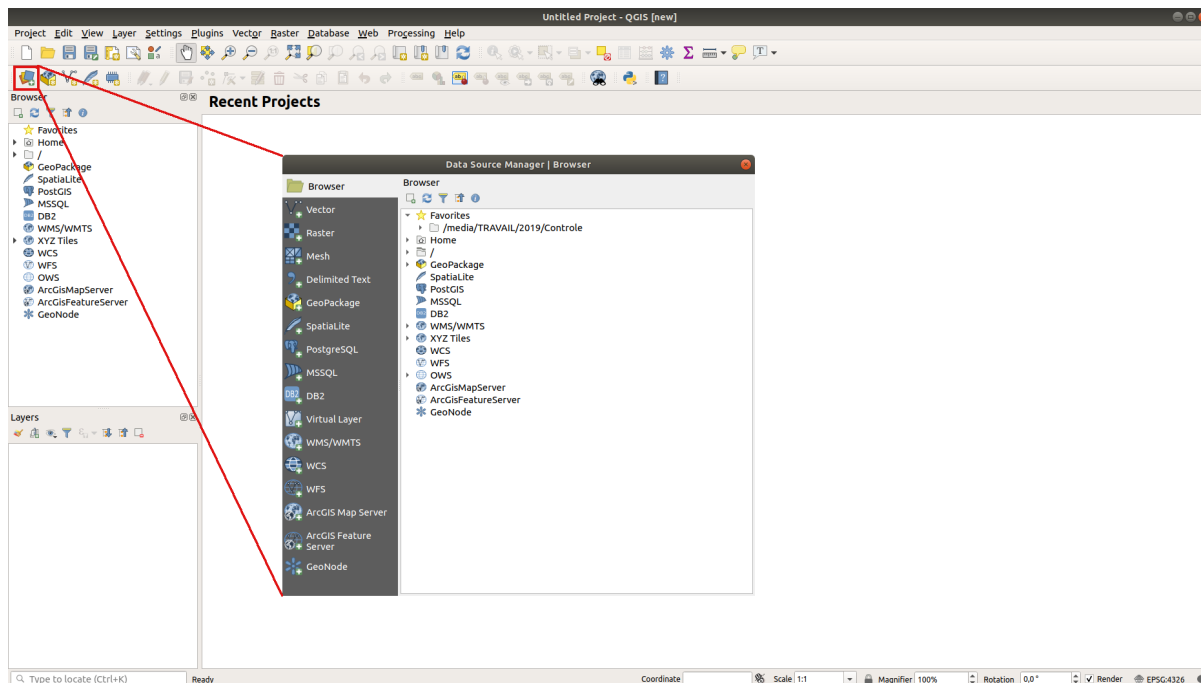 Untitled Project - QGIS [new]
Project Edit View Layer Settings Plugins Vector Raster Database Web Processing Help
Browser
Favorites
Home
/
GeoPackage
SpatiaLite
PostGIS
MSSQL
DB2
WMS/WMTS
XYZ Tiles
WCS
WFS
OWS
ArcGisMapServer
ArcGisFeatureServer
GeoNode
Layers
Recent Projects
Data Source Manager | Browser
Browser
Vector
Raster
Mesh
Delimited Text
GeoPackage
SpatiaLite
PostgreSQL
MSSQL
DB2
DB2
Virtual Layer
WMS/WMTS
WCS
WFS
ArcGIS Map Server
ArcGIS Feature
Server
GeoNode
Browser
Favorites
/media/TRAVAIL/2019/Controle
Home
/
GeoPackage
SpatiaLite
PostGIS
MSSQL
DB2
WMS/WMTS
XYZ Tiles
WCS
WFS
OWS
ArcGisMapServer
ArcGisFeatureServer
GeoNode
Type to locate (Ctrl+K) Ready Coordinate Scale 1:1 Magnifier 100% Rotation 0,0 ° Render EPSG:4326